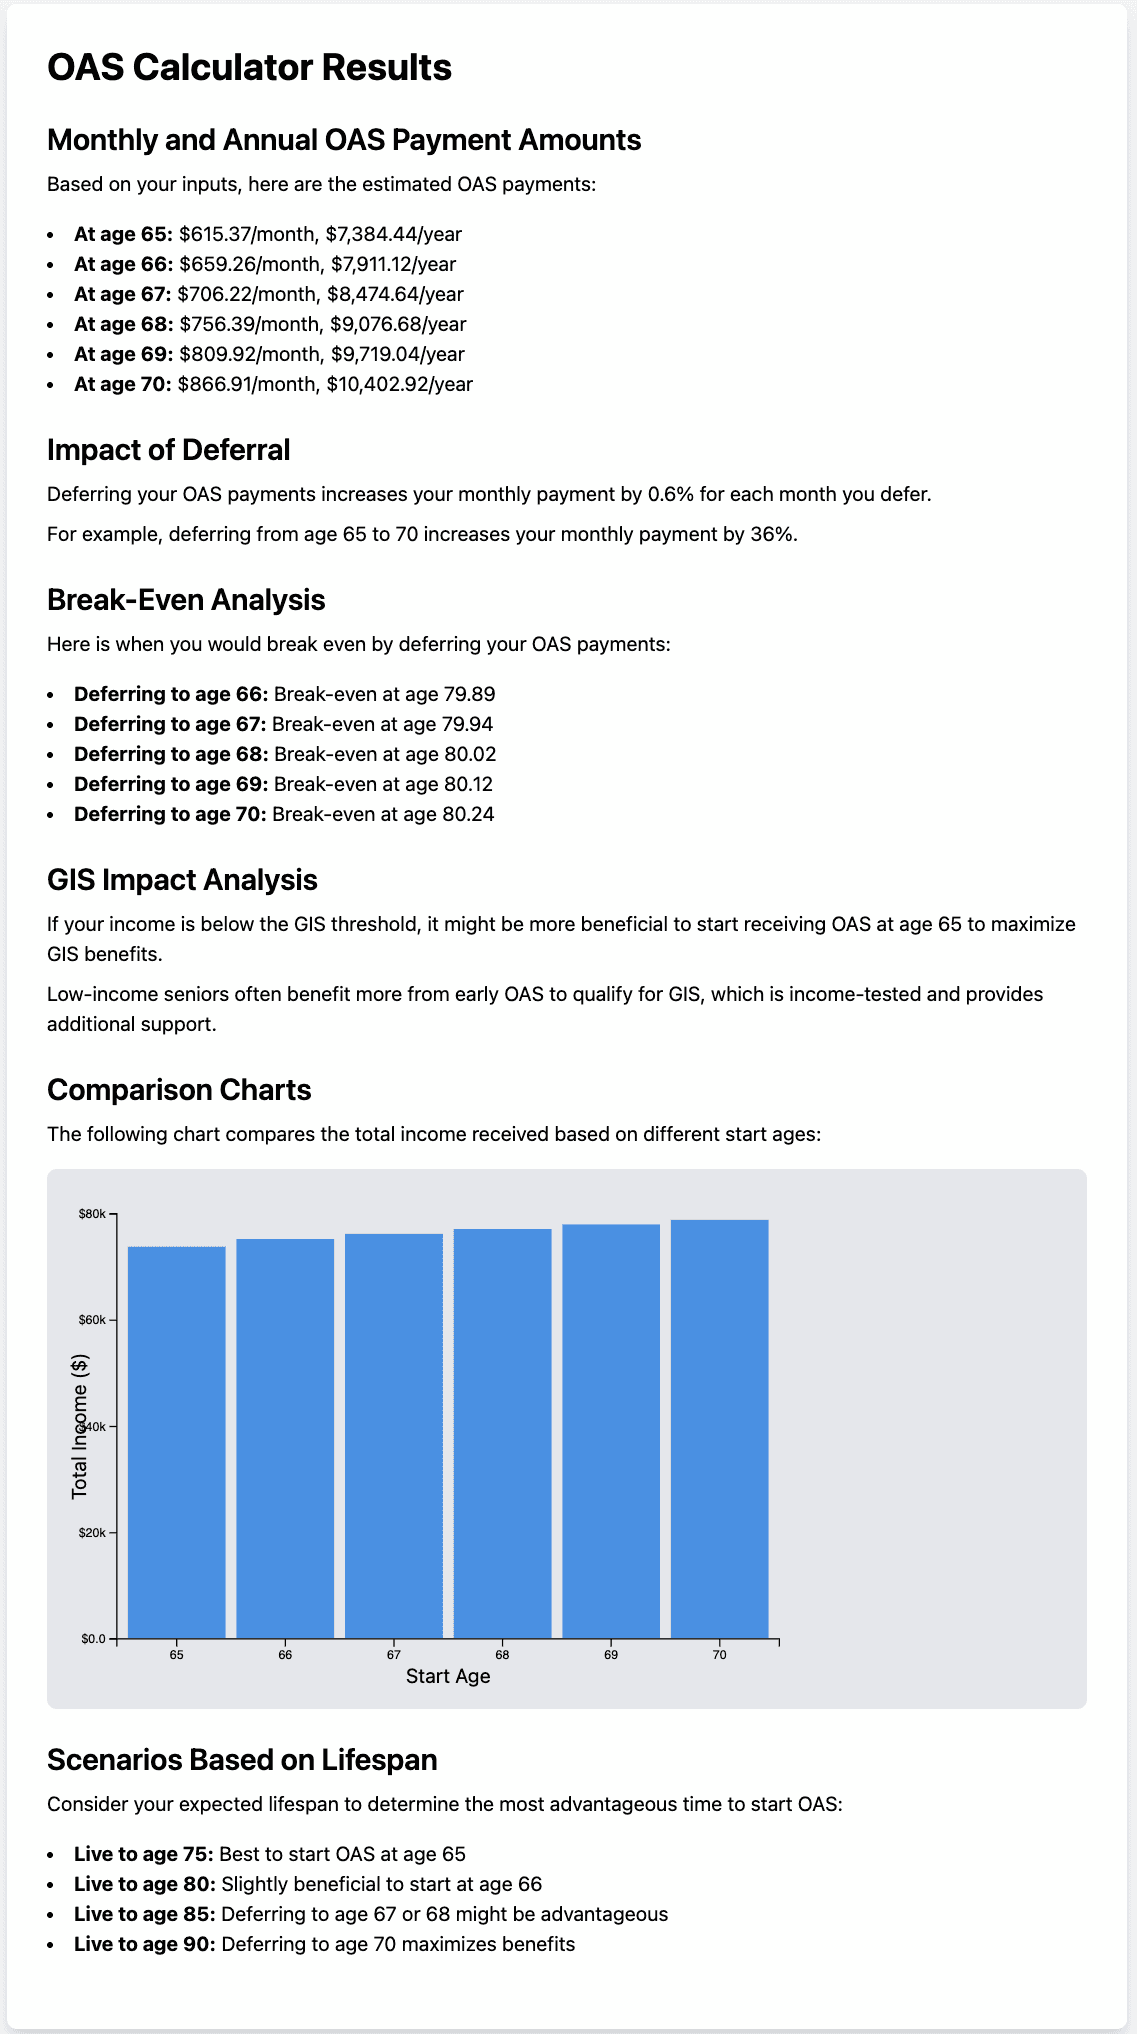 OAS Calculator Results
Monthly and Annual OAS Payment Amounts
Based on your inputs, here are the estimated OAS payments:
• At age 65: $615.37/month, $7,384.44/year
• At age 66: $659.26/month, $7,911.12/year
• At age 67: $706.22/month, $8,474.64/year
• At age 68: $756.39/month, $9,076.68/year
• At age 69: $809.92/month, $9,719.04/year
• At age 70: $866.91/month, $10,402.92/year
Impact of Deferral
Deferring your OAS payments increases your monthly payment by 0.6% for each month you defer.
For example, deferring from age 65 to 70 increases your monthly payment by 36%.
Break-Even Analysis
Here is when you would break even by deferring your OAS payments:
• Deferring to age 66: Break-even at age 79.89
• Deferring to age 67: Break-even at age 79.94
• Deferring to age 68: Break-even at age 80.02
• Deferring to age 69: Break-even at age 80.12
• Deferring to age 70: Break-even at age 80.24
GIS Impact Analysis
If your income is below the GIS threshold, it might be more beneficial to start receiving OAS at age 65 to maximize
GIS benefits.
Low-income seniors often benefit more from early OAS to qualify for GIS, which is income-tested and provides
additional support.
Comparison Charts
The following chart compares the total income received based on different start ages:
Total Income ($)
$80k
$60k
$40k
$20k
$0.0
65 66 67 68 69 70
Start Age
Scenarios Based on Lifespan
Consider your expected lifespan to determine the most advantageous time to start OAS:
• Live to age 75: Best to start OAS at age 65
• Live to age 80: Slightly beneficial to start at age 66
• Live to age 85: Deferring to age 67 or 68 might be advantageous
• Live to age 90: Deferring to age 70 maximizes benefits